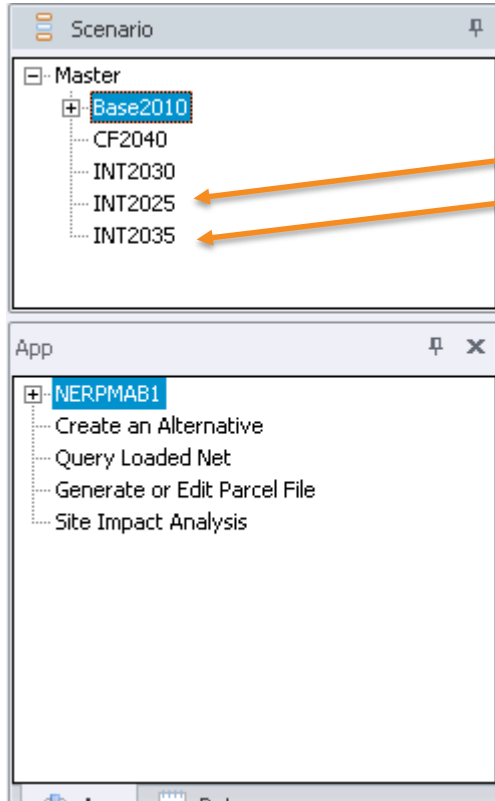 Scenario
Master
Base2010
CF2040
INT2030
INT2025
INT2035
App
NERPMAB1
Create an Alternative
Query Loaded Net
Generate or Edit Parcel File
Site Impact Analysis